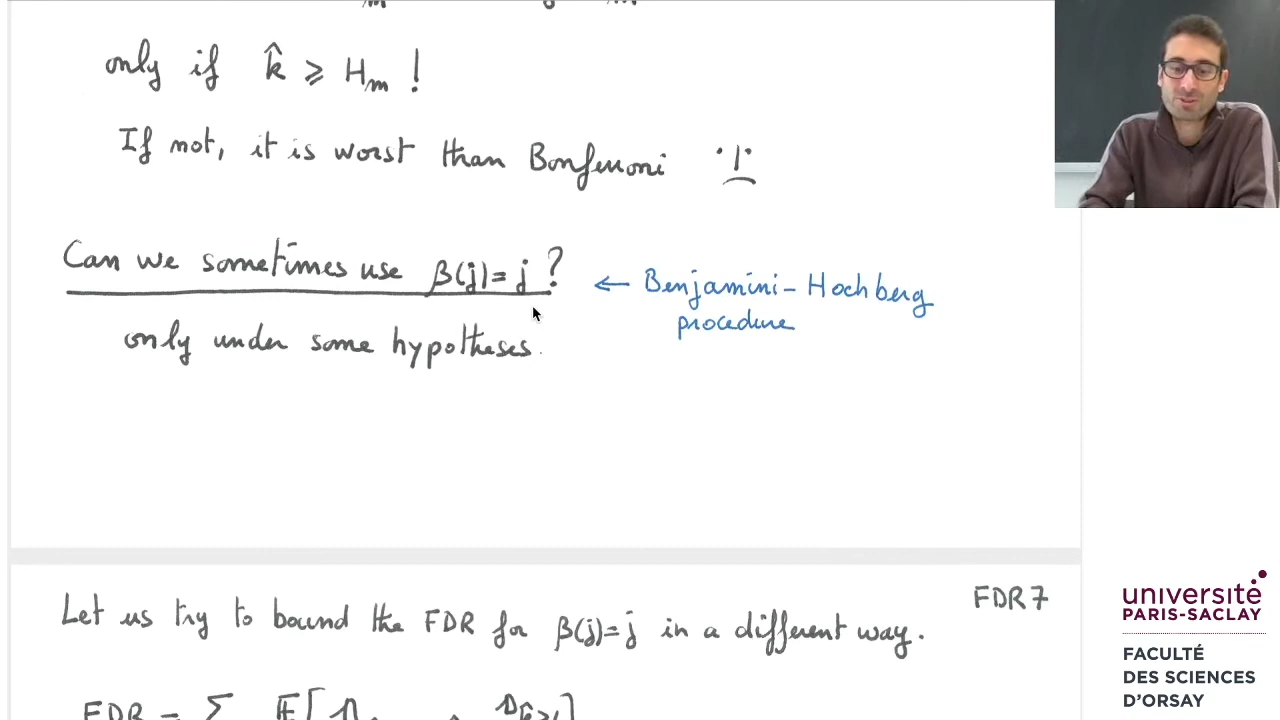 only if k̂ ⩾ Hm !
If not, it is worst than Bonferroni
Can we sometimes use β(j)=j ?
← Benjamini-Hochberg
procedure
only under some hypotheses.
FDR7
Let us try to bound the FDR for β(j)=j in a different way.
FDR = Σ E[
université
PARIS-SACLAY
FACULTÉ
DES SCIENCES
D'ORSAY